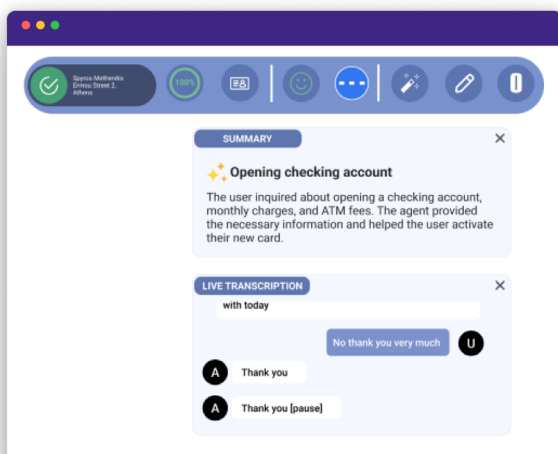 Spyros Methenitis
Ermou Street 2,
Athens
100%
SUMMARY
Opening checking account
The user inquired about opening a checking account,
monthly charges, and ATM fees. The agent provided
the necessary information and helped the user activate
their new card.
LIVE TRANSCRIPTION
with today
No thank you very much
U
A
Thank you
A
Thank you [pause]